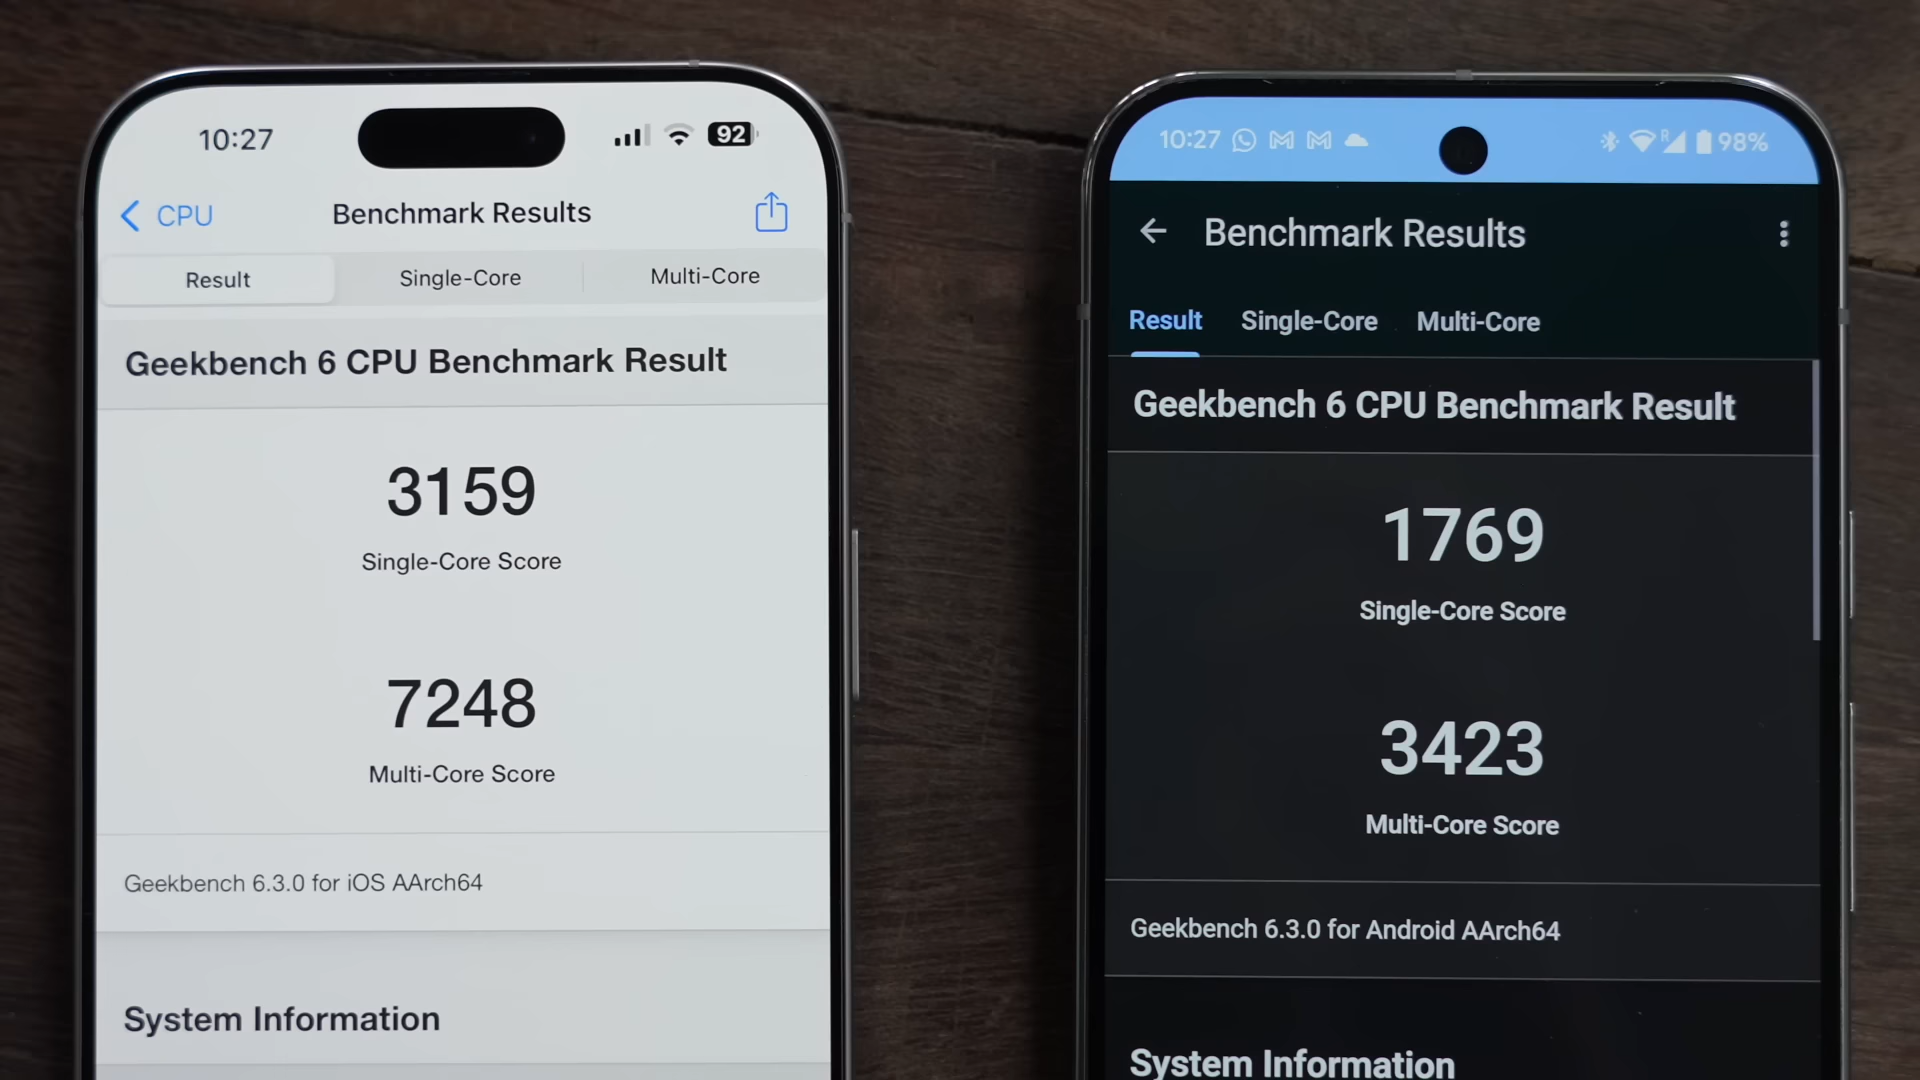 10:27
92
CPU
Benchmark Results
Result
Single-Core
Multi-Core
Geekbench 6 CPU Benchmark Result
3159
Single-Core Score
7248
Multi-Core Score
Geekbench 6.3.0 for iOS AArch64
System Information
10:27
R
98%
Benchmark Results
Result
Single-Core
Multi-Core
Geekbench 6 CPU Benchmark Result
1769
Single-Core Score
3423
Multi-Core Score
Geekbench 6.3.0 for Android AArch64
System Information